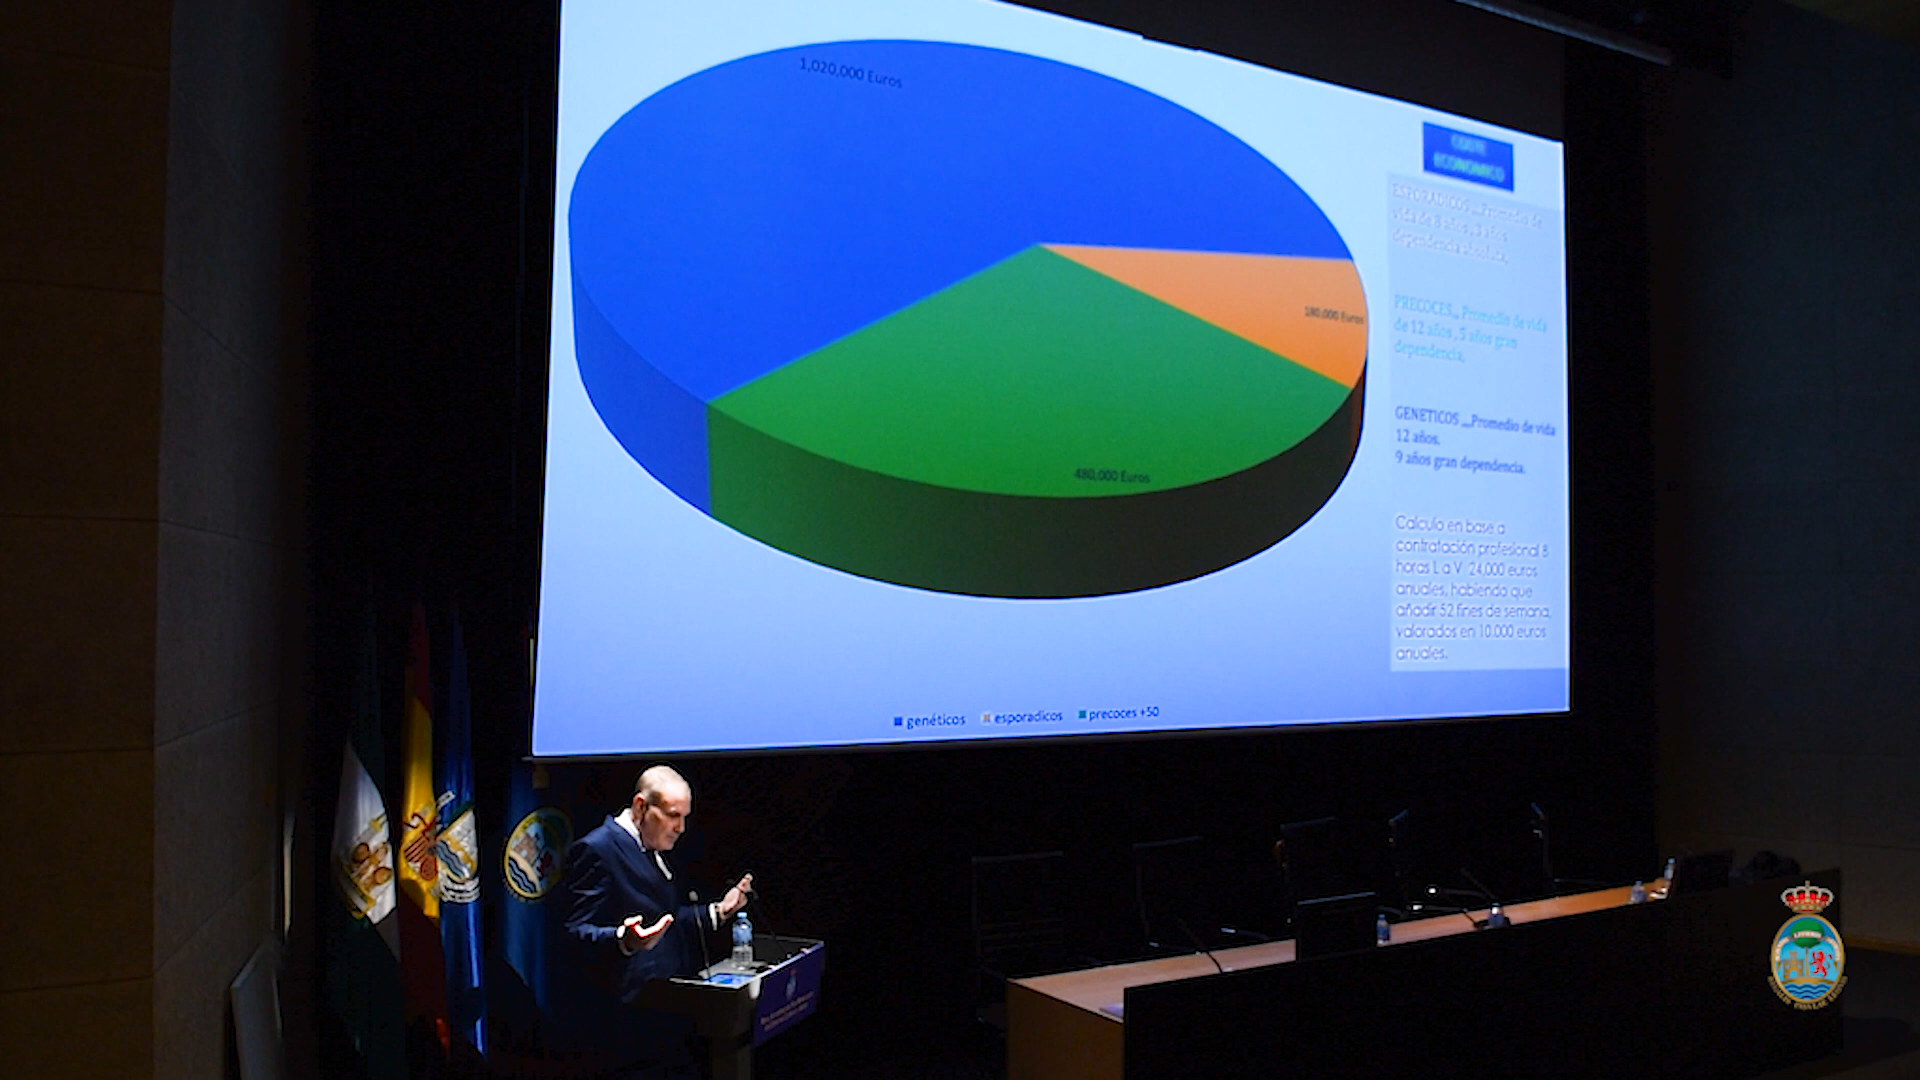 1,020,000 Euros
180,000 Euros
480,000 Euros
COSTE
ECONOMICO
ESPORADICOS ,,,Promedio de
vida de 8 años , 3 años
dependencia absoluta.
PRECOCES,,, Promedio de vida
de 12 años , 5 años gran
dependencia,
GENETICOS ,,,Promedio de vida
12 años.
9 años gran dependencia.
Calculo en base a
contratación profesional 8
horas L a V 24.000 euros
anuales, habiendo que
añadir 52 fines de semana,
valorados en 10.000 euros
anuales.
genéticos esporadicos precoces +50